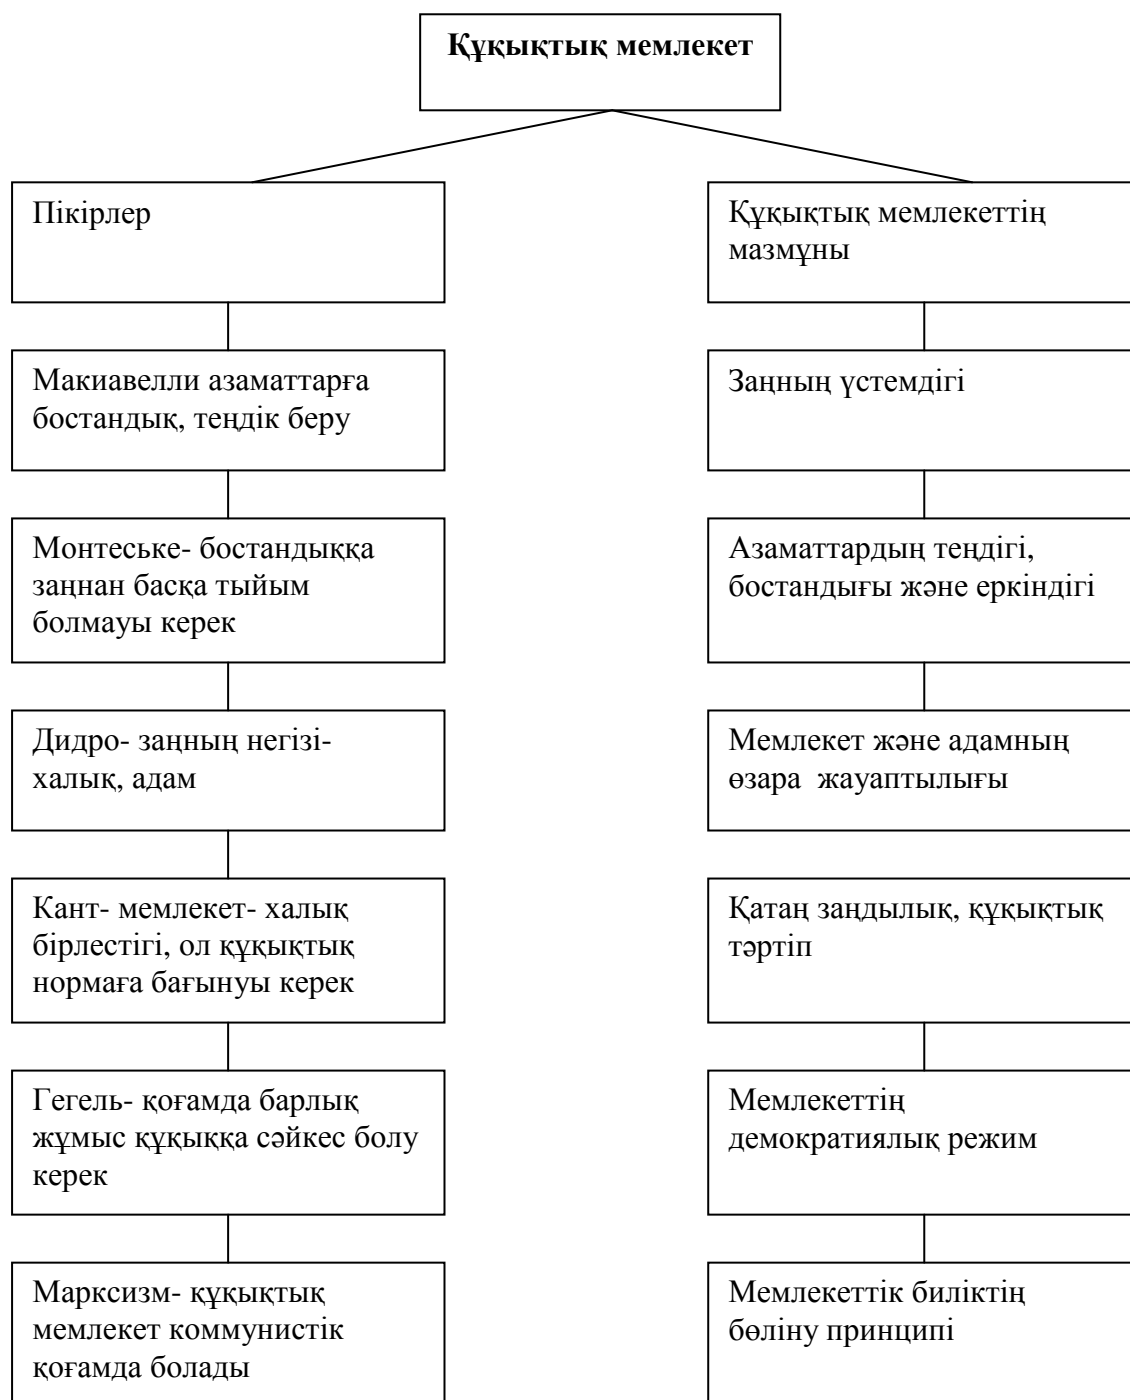 Құқықтық мемлекет
Пікірлер
Макиавелли азаматтарға
бостандық, теңдік беру
Монтеське- бостандыққа
заңнан басқа тыйым
болмауы керек
Дидро- заңның негізі-
халық, адам
Кант- мемлекет- халық
бірлестігі, ол құқықтық
нормаға бағынуы керек
Гегель- қоғамда барлық
жұмыс құқыққа сәйкес болу
керек
Марксизм- құқықтық
мемлекет коммунистік
қоғамда болады
Құқықтық мемлекеттің
мазмұны
Заңның үстемдігі
Азаматтардың теңдігі,
бостандығы және еркіндігі
Мемлекет және адамның
өзара  жауаптылығы
Қатаң заңдылық, құқықтық
тәртіп
Мемлекеттің
демократиялық режим
Мемлекеттік биліктің
бөліну принципі